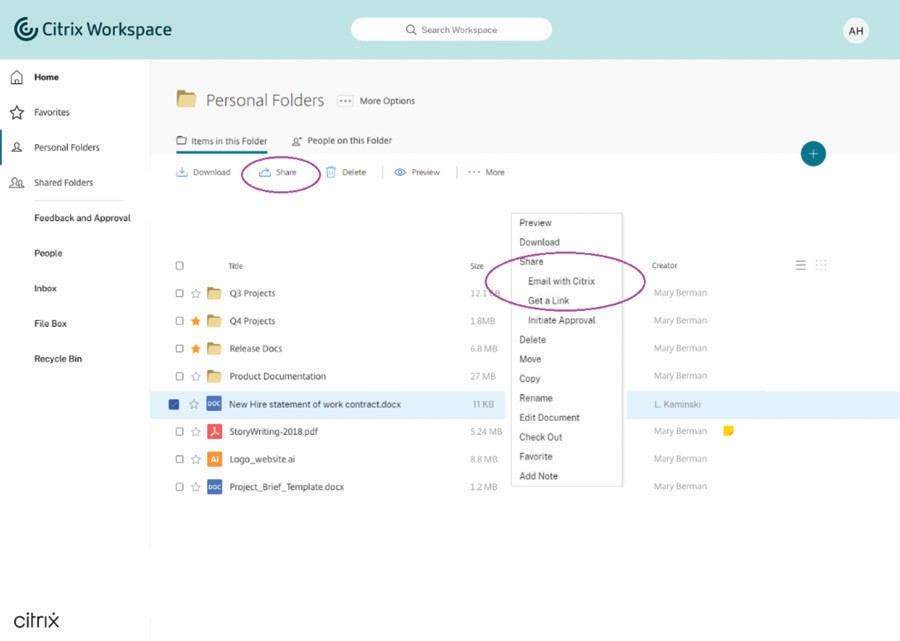 Citrix Workspace
Search Workspace
AH
Home
Favorites
Personal Folders
Shared Folders
Feedback and Approval
People
Inbox
File Box
Recycle Bin
Personal Folders
More Options
Items in this Folder
People on this Folder
Download
Share
Delete
Preview
More
Title
Size
Creator
Q3 Projects
12.1
Mary Berman
Q4 Projects
1.8MB
Mary Berman
Release Docs
6.8 MB
Mary Berman
Product Documentation
27 MB
Mary Berman
DOC
New Hire statement of work contract.docx
11 KB
L. Kaminski
StoryWriting-2018.pdf
5.24 MB
Mary Berman
Ai
Logo_website.ai
8.8 MB
Mary Berman
DOC
Project_Brief_Template.docx
1.2 MB
Mary Berman
Preview
Download
Share
Email with Citrix
Get a Link
Initiate Approval
Delete
Move
Copy
Rename
Edit Document
Check Out
Favorite
Add Note
citrix